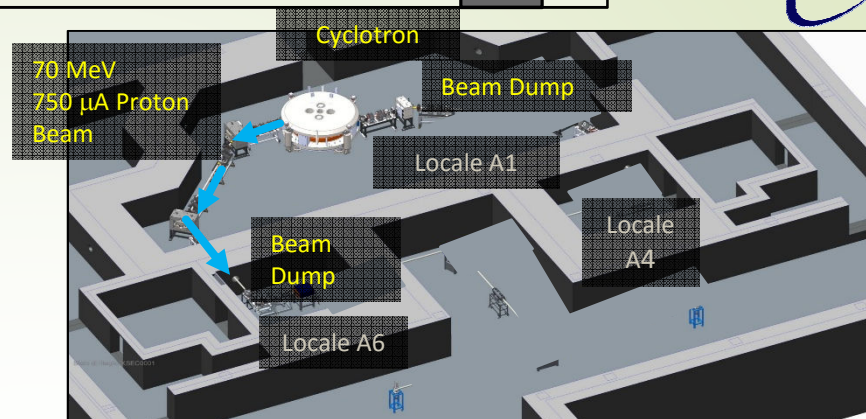 Cyclotron
70 MeV
750 μA Proton
Beam
Beam Dump
Locale A1
Locale
A4
Beam
Dump
Locale A6